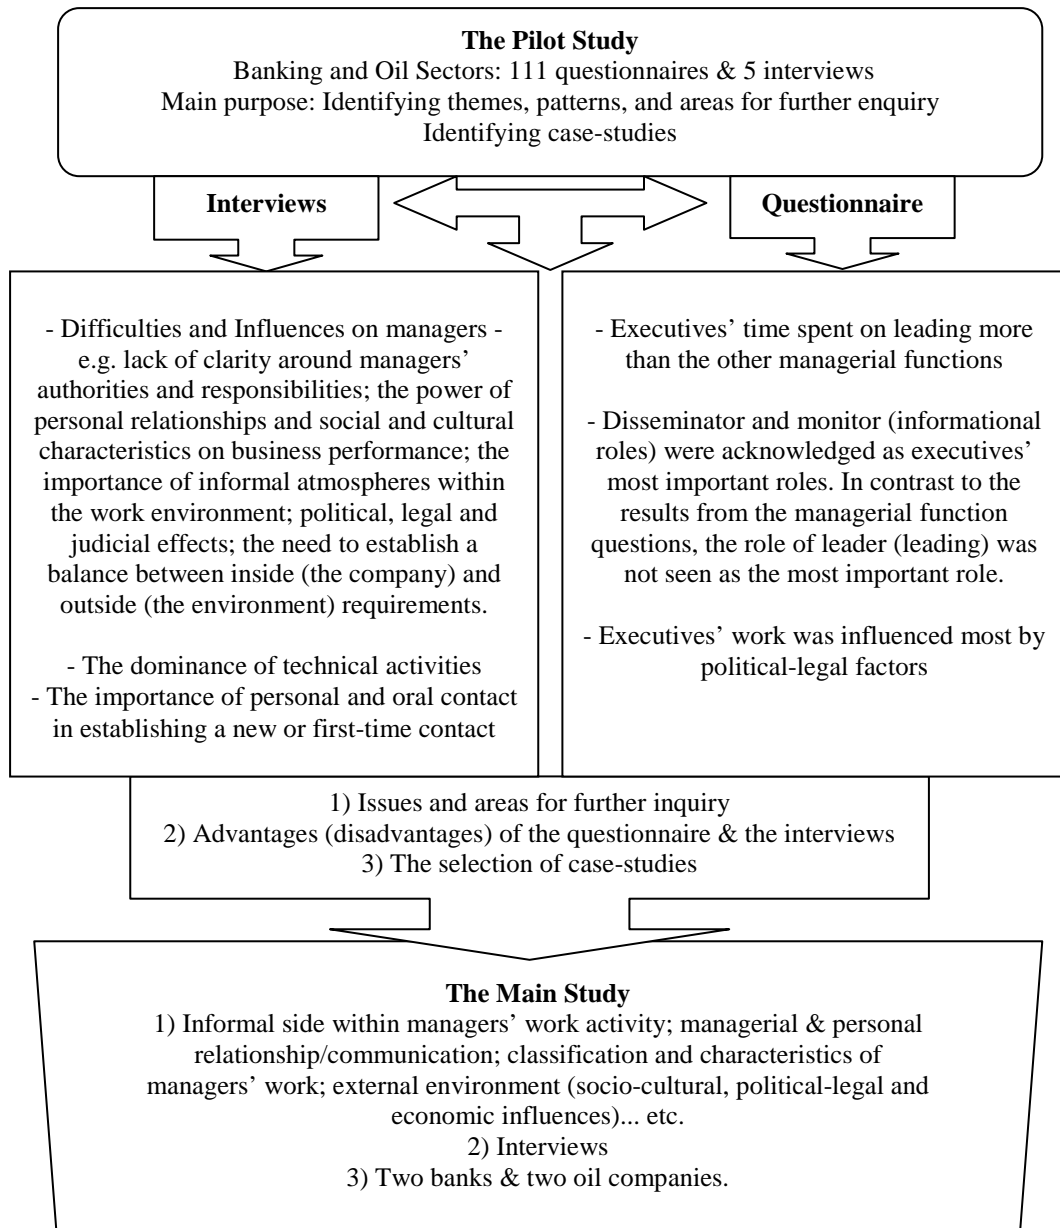 The Pilot Study
Banking and Oil Sectors: 111 questionnaires & 5 interviews
Main purpose: Identifying themes, patterns, and areas for further enquiry
Identifying case-studies
Interviews
Questionnaire
- Difficulties and Influences on managers -
e.g. lack of clarity around managers’
authorities and responsibilities; the power of
personal relationships and social and cultural
characteristics on business performance; the
importance of informal atmospheres within
the work environment; political, legal and
judicial effects; the need to establish a
balance between inside (the company) and
outside (the environment) requirements.
- The dominance of technical activities
- The importance of personal and oral contact
in establishing a new or first-time contact
- Executives’ time spent on leading more
than the other managerial functions
- Disseminator and monitor (informational
roles) were acknowledged as executives’
most important roles. In contrast to the
results from the managerial function
questions, the role of leader (leading) was
not seen as the most important role.
- Executives’ work was influenced most by
political-legal factors
1) Issues and areas for further inquiry
2) Advantages (disadvantages) of the questionnaire & the interviews
3) The selection of case-studies
The Main Study
1) Informal side within managers’ work activity; managerial & personal
relationship/communication; classification and characteristics of
managers’ work; external environment (socio-cultural, political-legal and
economic influences)... etc.
2) Interviews
3) Two banks & two oil companies.